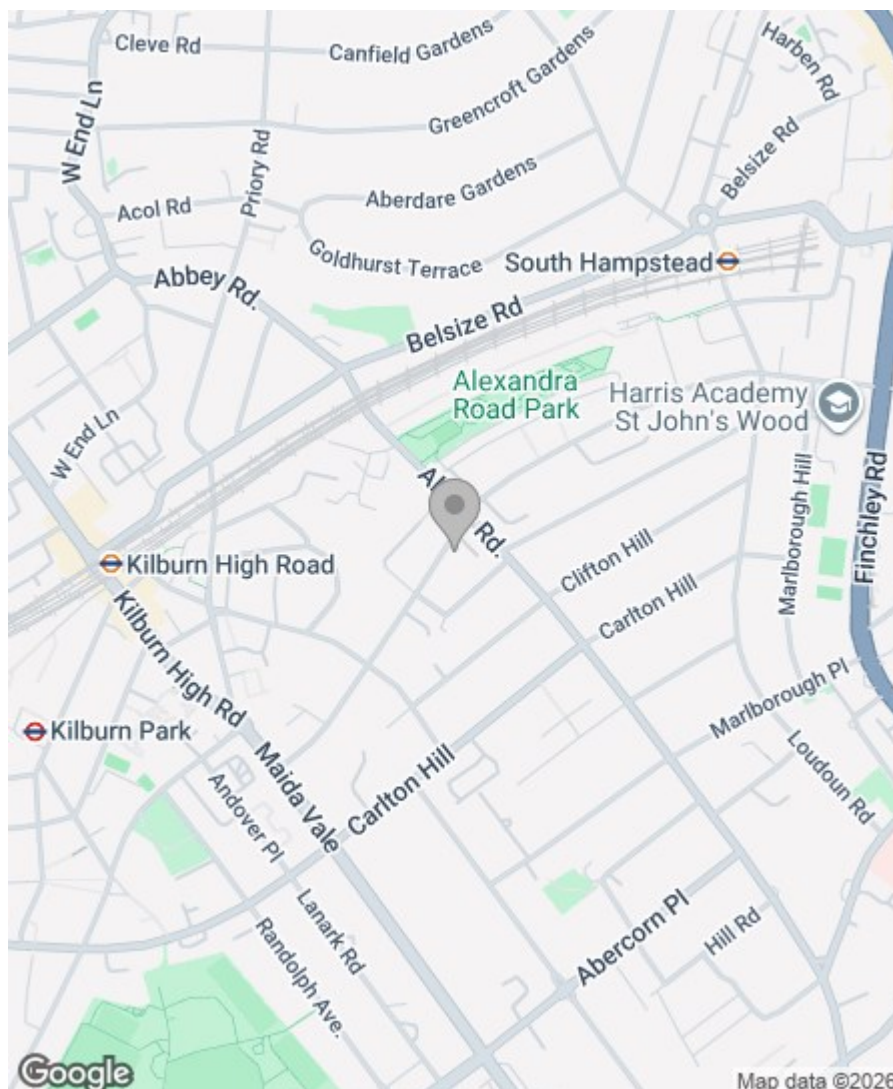 Cleve Rd
Canfield Gardens
Harben Rd
Greencroft Gardens
W End Ln
Priory Rd
Belsize Rd
Aberdare Gardens
Acol Rd
Goldhurst Terrace
South Hampstead
Abbey Rd.
Belsize Rd
Alexandra
Road Park
Harris Academy
St John's Wood
W End Ln
Marlborough Hill
Finchley Rd
Rd.
Kilburn High Road
Clifton Hill
Carlton Hill
Kilburn High Rd
Marlborough Pl
Kilburn Park
Loudoun Rd
Maida Vale
Carlton Hill
Andover Pl
Lanark Rd
Abercorn Pl
Hill Rd
Randolph Ave.
Google
Map data ©2026